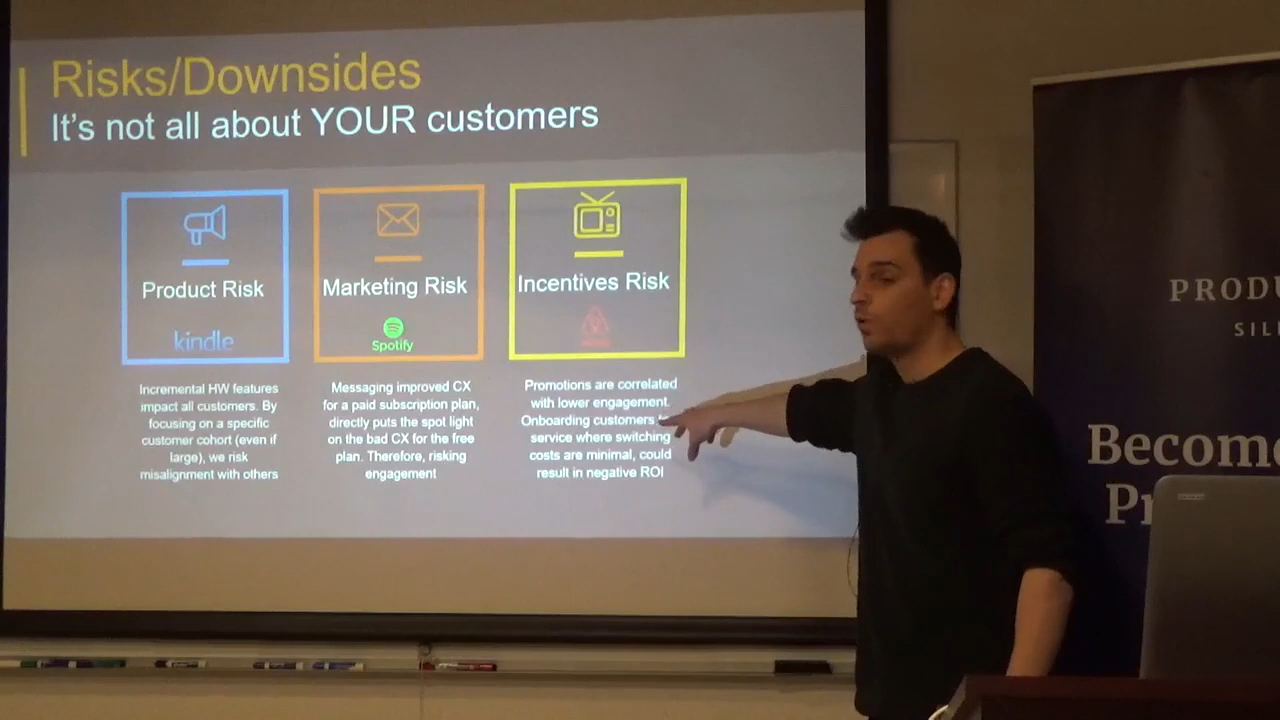 Risks/Downsides
It's not all about YOUR customers
Product Risk
kindle
Incremental HW features
impact all customers. By
focusing on a specific
customer cohort (even if
large), we risk
misalignment with others
Marketing Risk
Spotify
Messaging improved CX
for a paid subscription plan,
directly puts the spot light
on the bad CX for the free
plan. Therefore, risking
engagement
Incentives Risk
Promotions are correlated
with lower engagement.
Onboarding customers
service where switching
costs are minimal, could
result in negative ROI
PRODU
SIL
Become
Pr